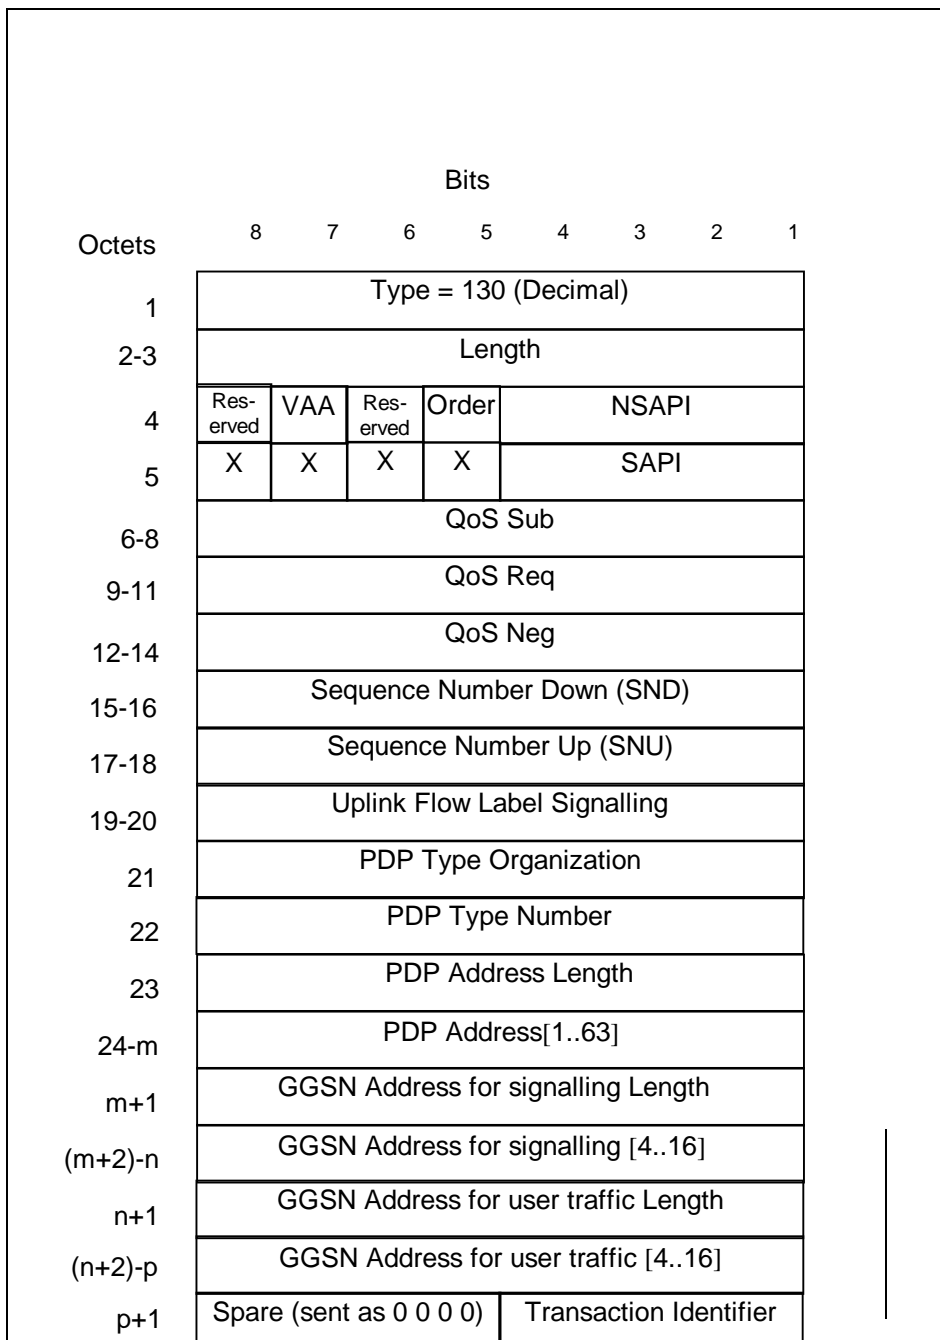 Bits
Octets 8 7 6 5 4 3 2 1
1 Type = 130 (Decimal)
2-3 Length
4 Res-erved VAA Res-erved Order NSAPI
5 X X X X SAPI
6-8 QoS Sub
9-11 QoS Req
12-14 QoS Neg
15-16 Sequence Number Down (SND)
17-18 Sequence Number Up (SNU)
19-20 Uplink Flow Label Signalling
21 PDP Type Organization
22 PDP Type Number
23 PDP Address Length
24-m PDP Address[1..63]
m+1 GGSN Address for signalling Length
(m+2)-n GGSN Address for signalling [4..16]
n+1 GGSN Address for user traffic Length
(n+2)-p GGSN Address for user traffic [4..16]
p+1 Spare (sent as 0 0 0 0) Transaction Identifier